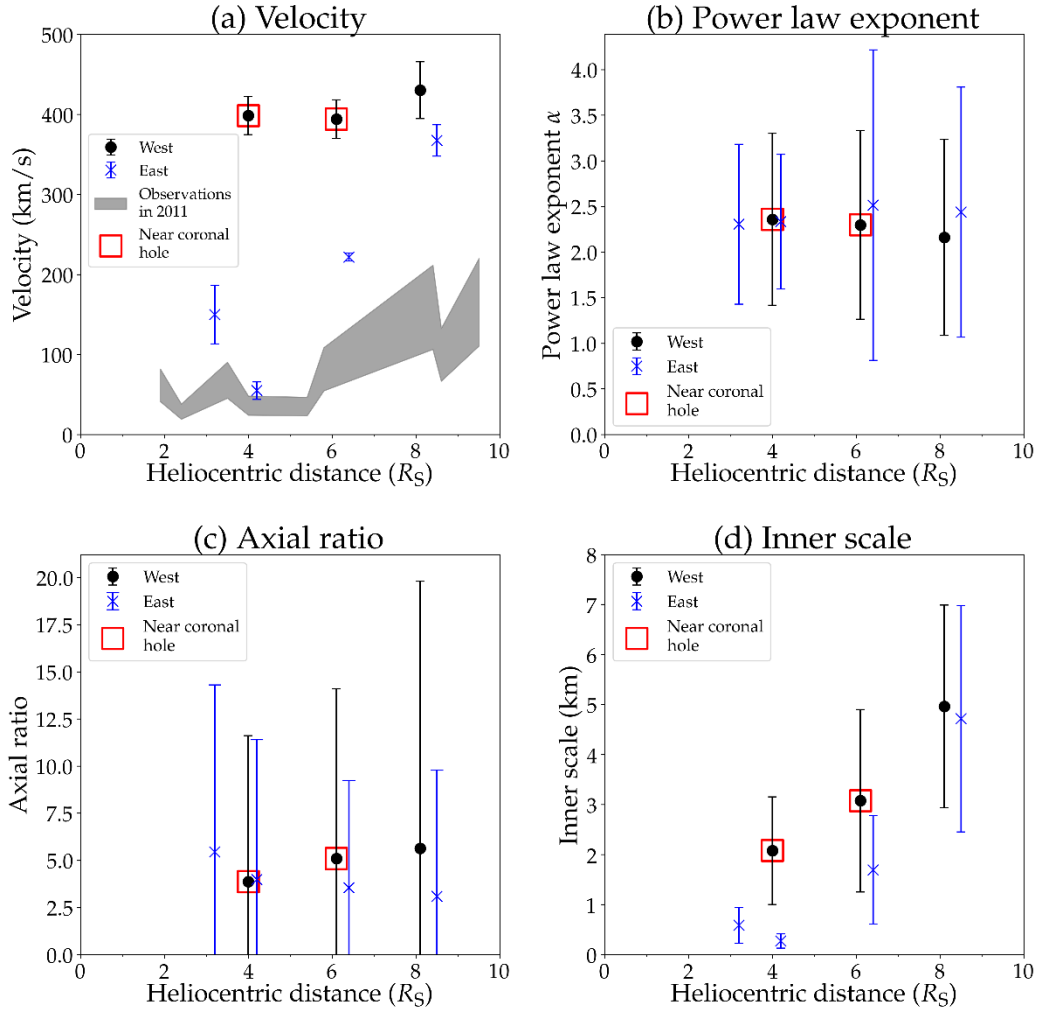 (a) Velocity
500
400
300
200
100
0
Velocity (km/s)
West
East
Observations
in 2011
Near coronal
hole
0
2
4
6
8
10
Heliocentric distance (RS)
(b) Power law exponent
4.0
3.5
3.0
2.5
2.0
1.5
1.0
0.5
0.0
Power law exponent α
West
East
Near coronal
hole
0
2
4
6
8
10
Heliocentric distance (RS)
(c) Axial ratio
20.0
17.5
15.0
12.5
10.0
7.5
5.0
2.5
0.0
Axial ratio
West
East
Near coronal
hole
0
2
4
6
8
10
Heliocentric distance (RS)
(d) Inner scale
8
7
6
5
4
3
2
1
0
Inner scale (km)
West
East
Near coronal
hole
0
2
4
6
8
10
Heliocentric distance (RS)